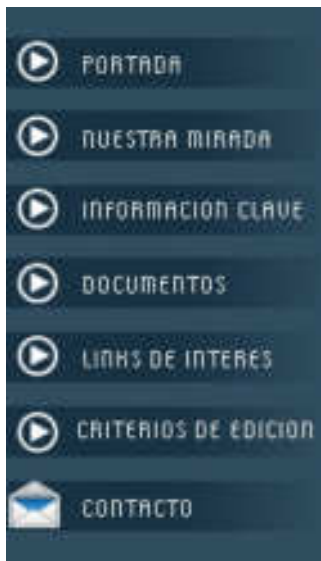 PORTADA
NUESTRA MIRADA
INFORMACION CLAVE
DOCUMENTOS
LINKS DE INTERES
CRITERIOS DE EDICION
CONTACTO